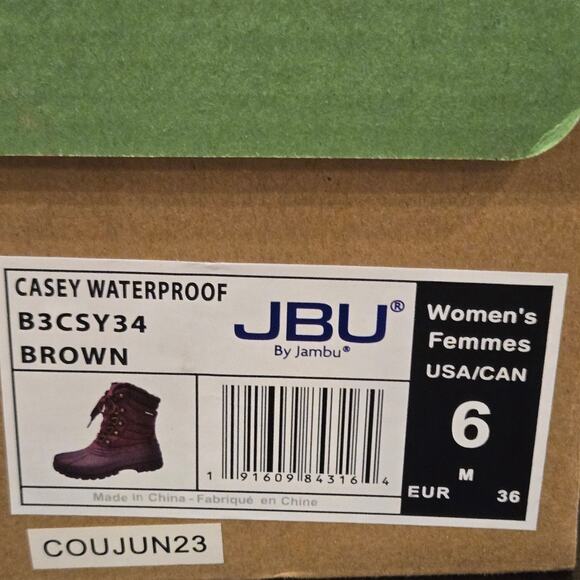 CASEY WATERPROOF
B3CSY34
BROWN
JBU®
By Jambu®
Women's
Femmes
USA/CAN
6
M
EUR 36
1 91609 84316 4
Made in China - Fabriqué en Chine
COUJUN23